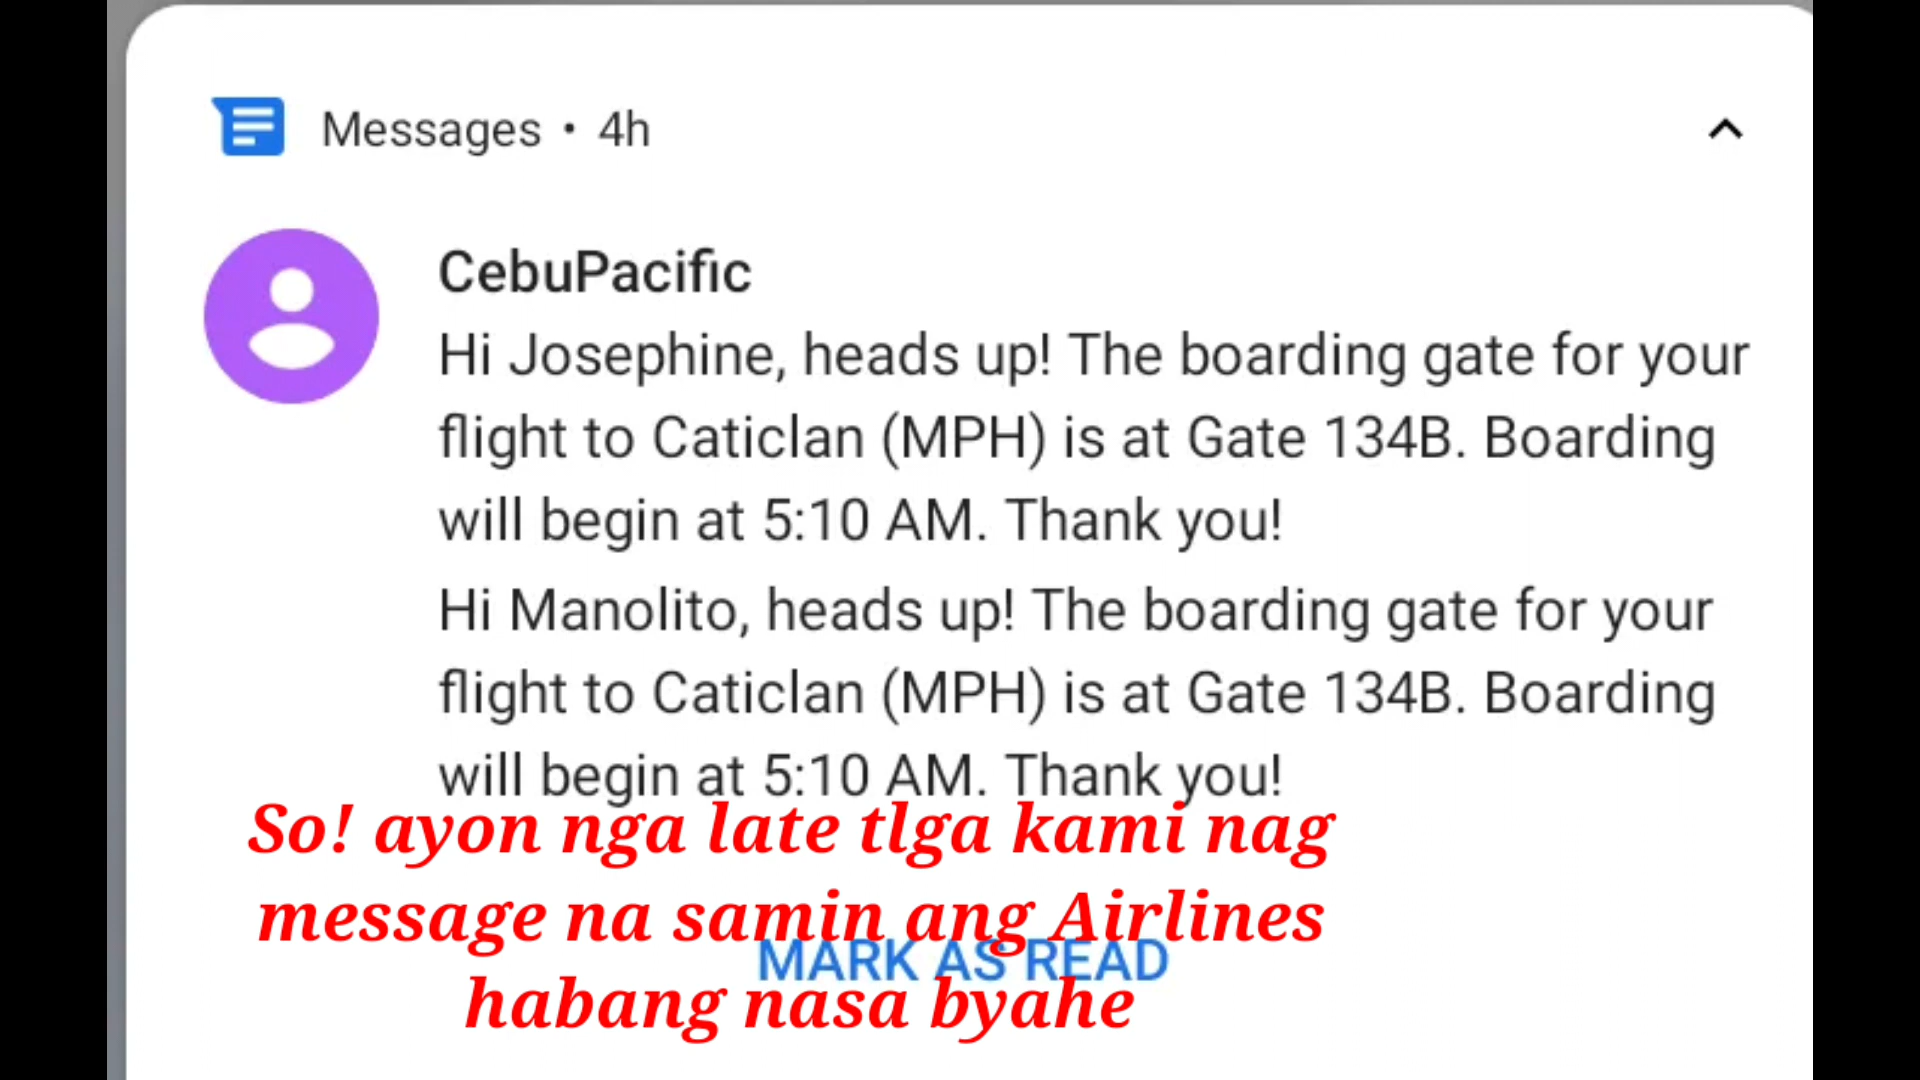 Messages • 4h
CebuPacific
Hi Josephine, heads up! The boarding gate for your
flight to Caticlan (MPH) is at Gate 134B. Boarding
will begin at 5:10 AM. Thank you!
Hi Manolito, heads up! The boarding gate for your
flight to Caticlan (MPH) is at Gate 134B. Boarding
will begin at 5:10 AM. Thank you!
So! ayon nga late tlga kami nag
message na samin ang Airlines
MARK AS READ
habang nasa byahe